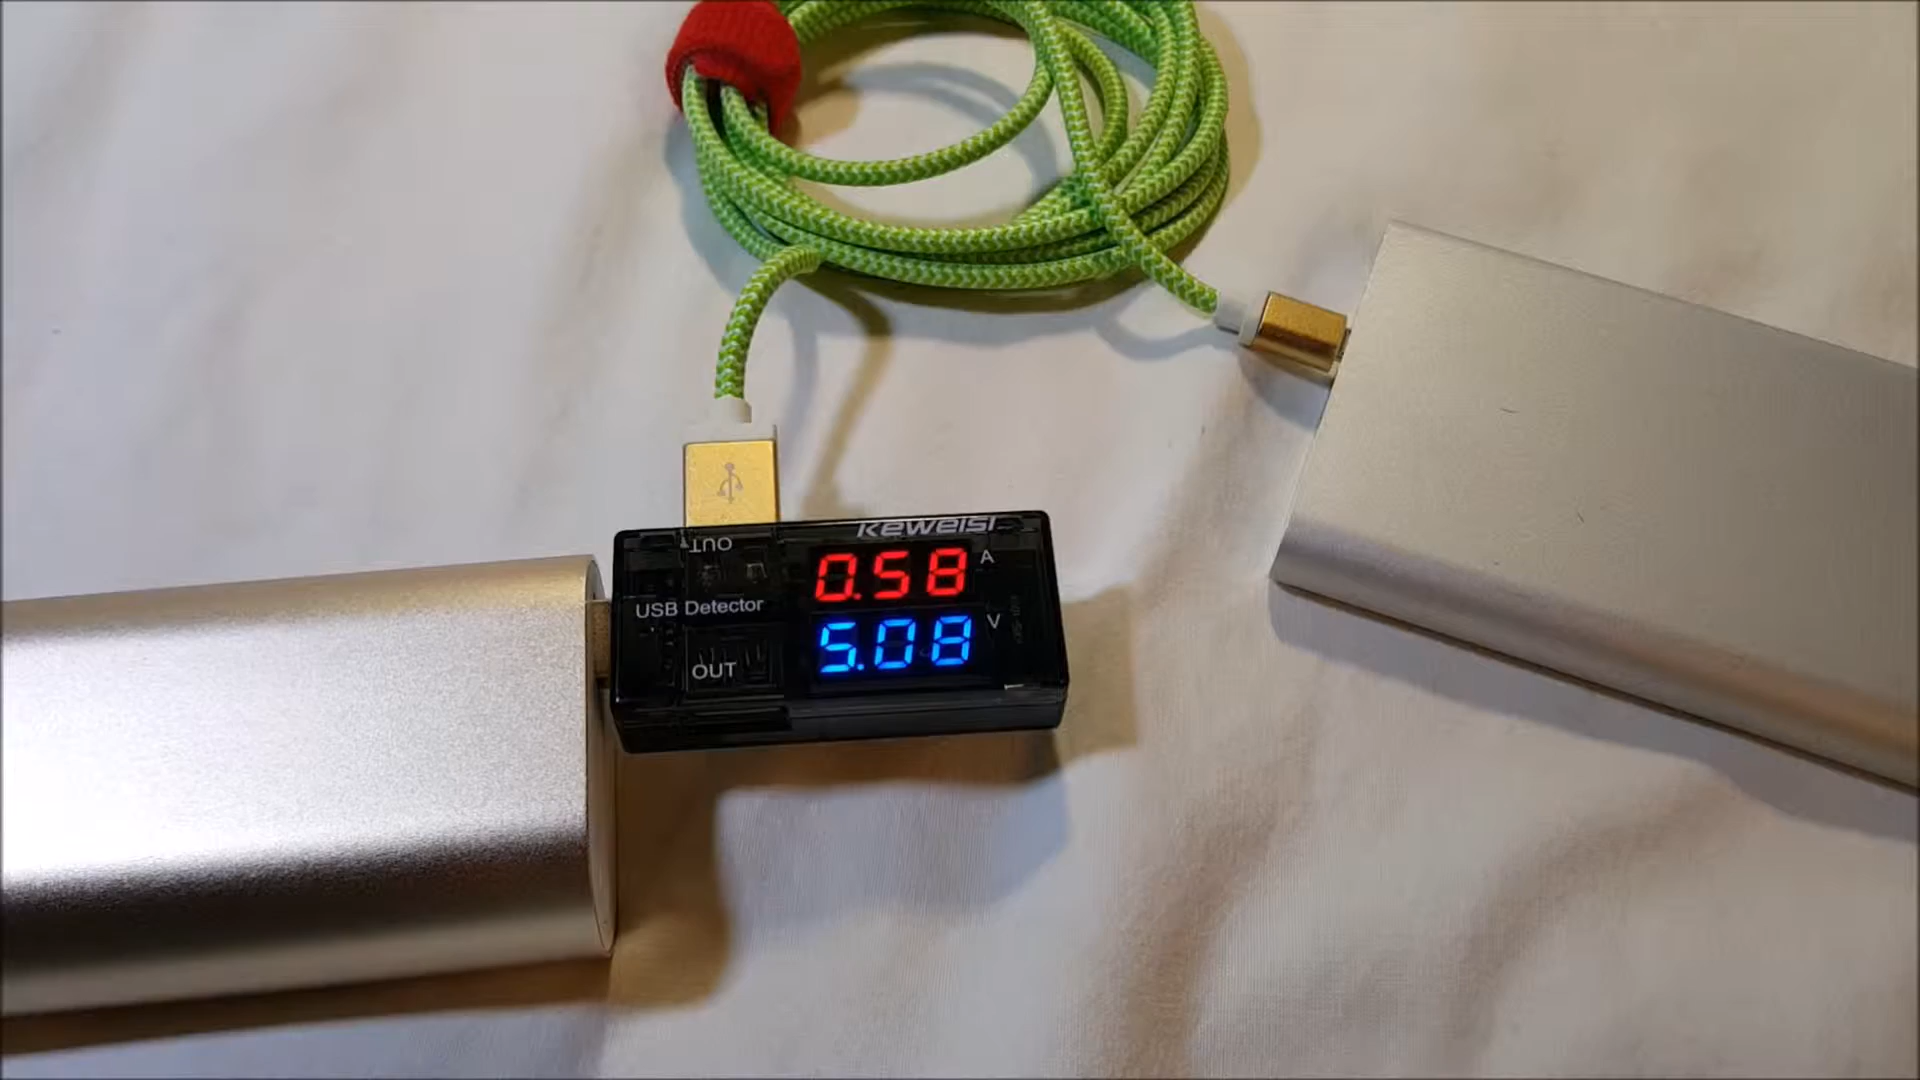 KEWEISI
OUT
0.58 A
USB Detector
5.08 V
OUT